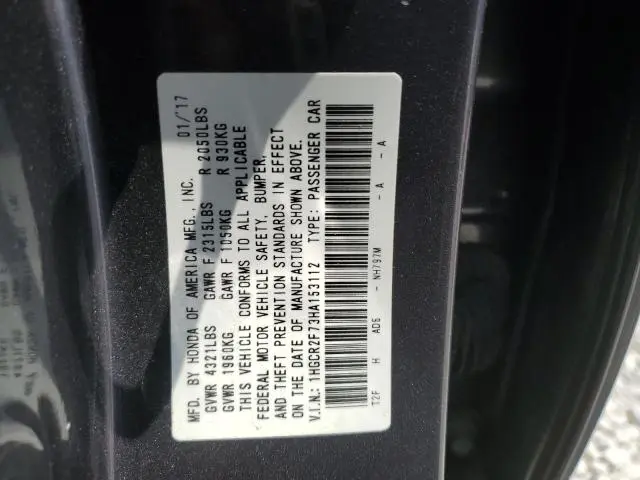 MFD. BY HONDA OF AMERICA MFG., INC. 01/'17
GVWR 4321LBS GAWR F 2315LBS R 2050LBS
GVWR 1960KG GAWR F 1050KG R 930KG
THIS VEHICLE CONFORMS TO ALL APPLICABLE
FEDERAL MOTOR VEHICLE SAFETY, BUMPER,
AND THEFT PREVENTION STANDARDS IN EFFECT
ON THE DATE OF MANUFACTURE SHOWN ABOVE.
V.I.N.: 1HGCR2F73HA153112 TYPE: PASSENGER CAR
T2F H AD6 - NH797M - A - A